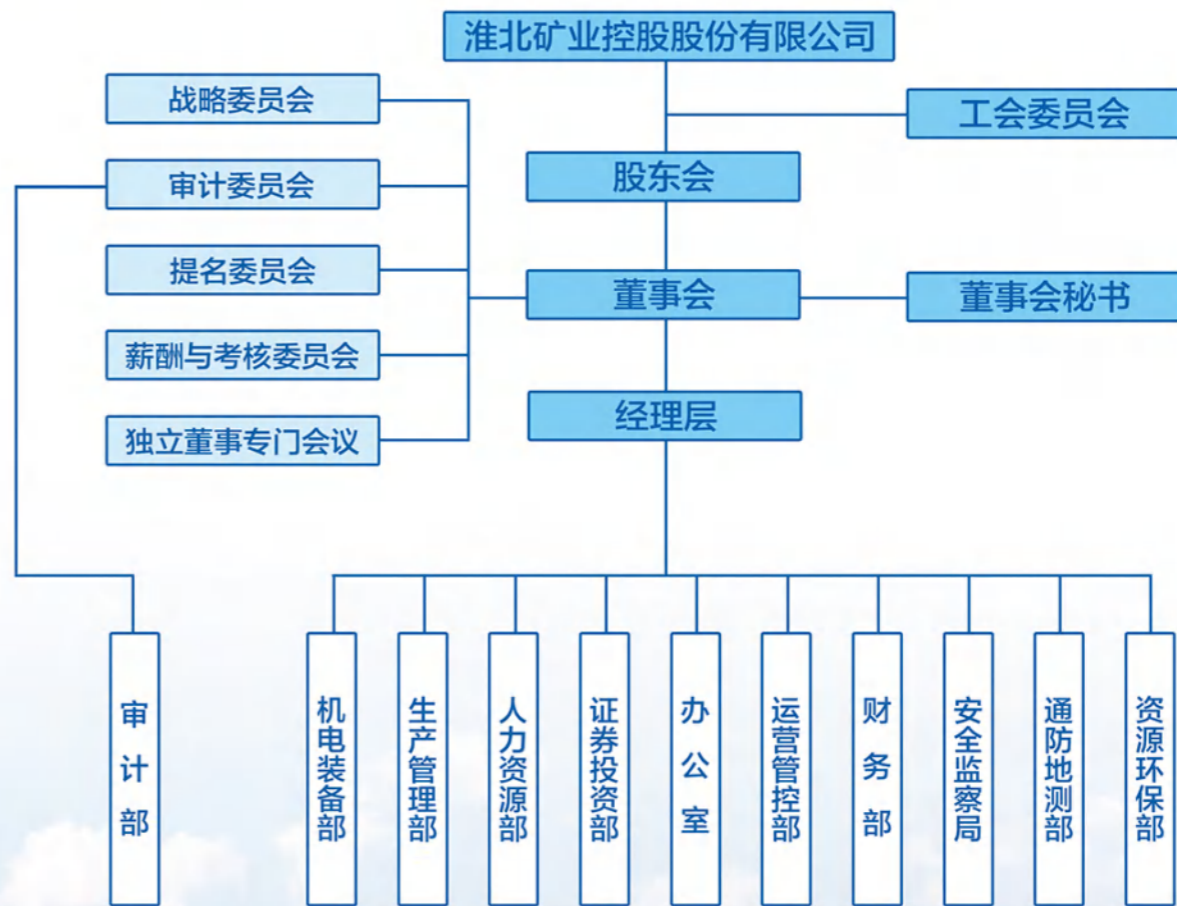 淮北矿业控股股份有限公司
战略委员会
工会委员会
审计委员会
股东会
提名委员会
董事会
董事会秘书
薪酬与考核委员会
经理层
独立董事专门会议
审计部
机电装备部
生产管理部
人力资源部
证券投资部
办公室
运营管控部
财务部
安全监察局
通防地测部
资源环保部